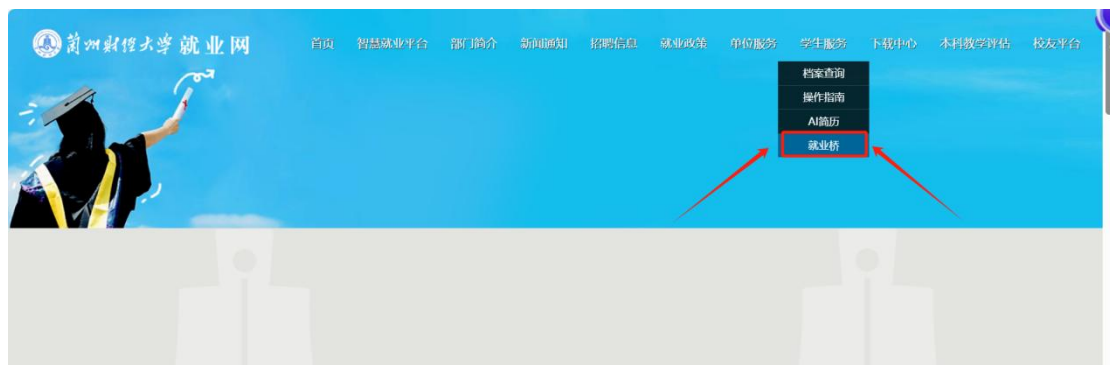 兰州财经大学就业网
首页 智慧就业平台 部门简介 新闻通知 招聘信息 就业政策 单位服务 学生服务 下载中心 本科教学评估 校友平台
档案查询
操作指南
AI简历
就业桥